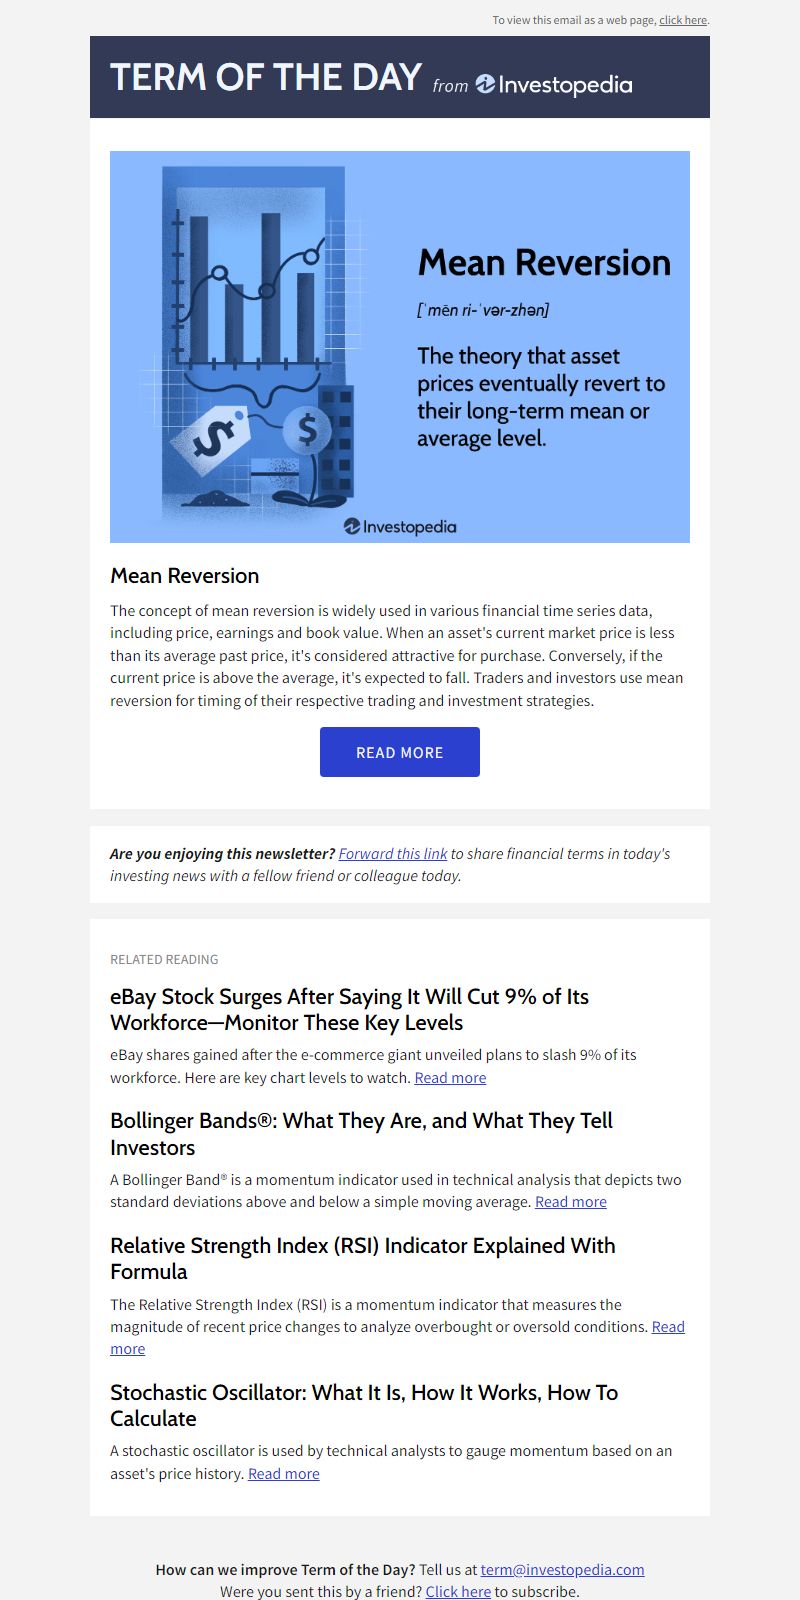 To view this email as a web page, click here.
TERM OF THE DAY from Investopedia
Mean Reversion
[ˈmēn ri-ˈvər-zhən]
The theory that asset
prices eventually revert to
their long-term mean or
average level.
$
$
Investopedia
Mean Reversion
The concept of mean reversion is widely used in various financial time series data,
including price, earnings and book value. When an asset's current market price is less
than its average past price, it's considered attractive for purchase. Conversely, if the
current price is above the average, it's expected to fall. Traders and investors use mean
reversion for timing of their respective trading and investment strategies.
READ MORE
Are you enjoying this newsletter? Forward this link to share financial terms in today's
investing news with a fellow friend or colleague today.
RELATED READING
eBay Stock Surges After Saying It Will Cut 9% of Its
Workforce—Monitor These Key Levels
eBay shares gained after the e-commerce giant unveiled plans to slash 9% of its
workforce. Here are key chart levels to watch. Read more
Bollinger Bands®: What They Are, and What They Tell
Investors
A Bollinger Band® is a momentum indicator used in technical analysis that depicts two
standard deviations above and below a simple moving average. Read more
Relative Strength Index (RSI) Indicator Explained With
Formula
The Relative Strength Index (RSI) is a momentum indicator that measures the
magnitude of recent price changes to analyze overbought or oversold conditions. Read
more
Stochastic Oscillator: What It Is, How It Works, How To
Calculate
A stochastic oscillator is used by technical analysts to gauge momentum based on an
asset's price history. Read more
How can we improve Term of the Day? Tell us at term@investopedia.com
Were you sent this by a friend? Click here to subscribe.